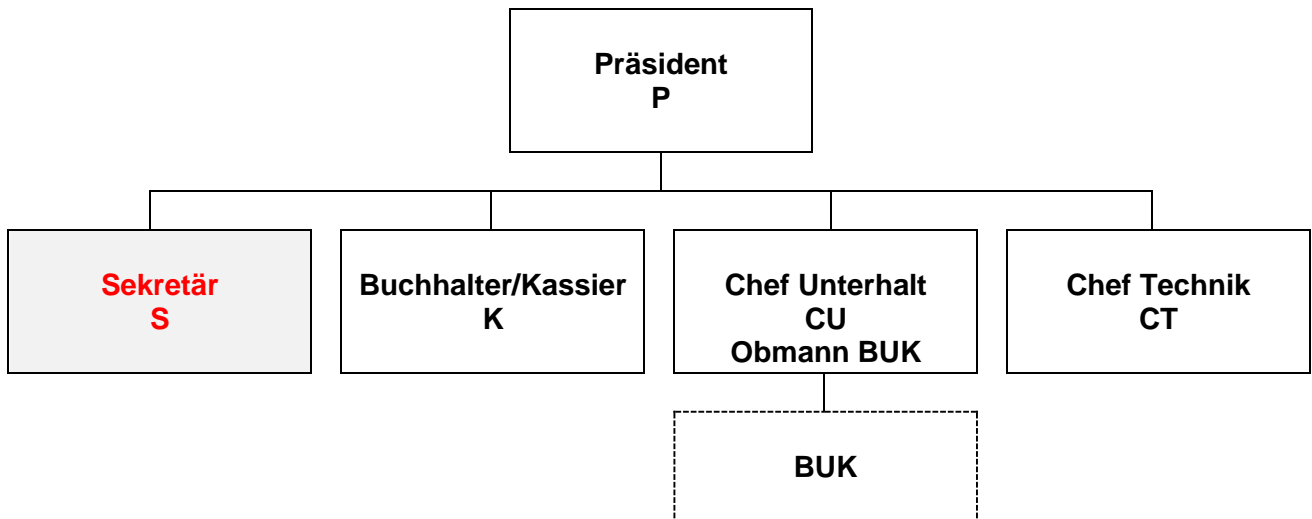 Präsident
P
Sekretär
S
Buchhalter/Kassier
K
Chef Unterhalt
CU
Obmann BUK
Chef Technik
CT
BUK